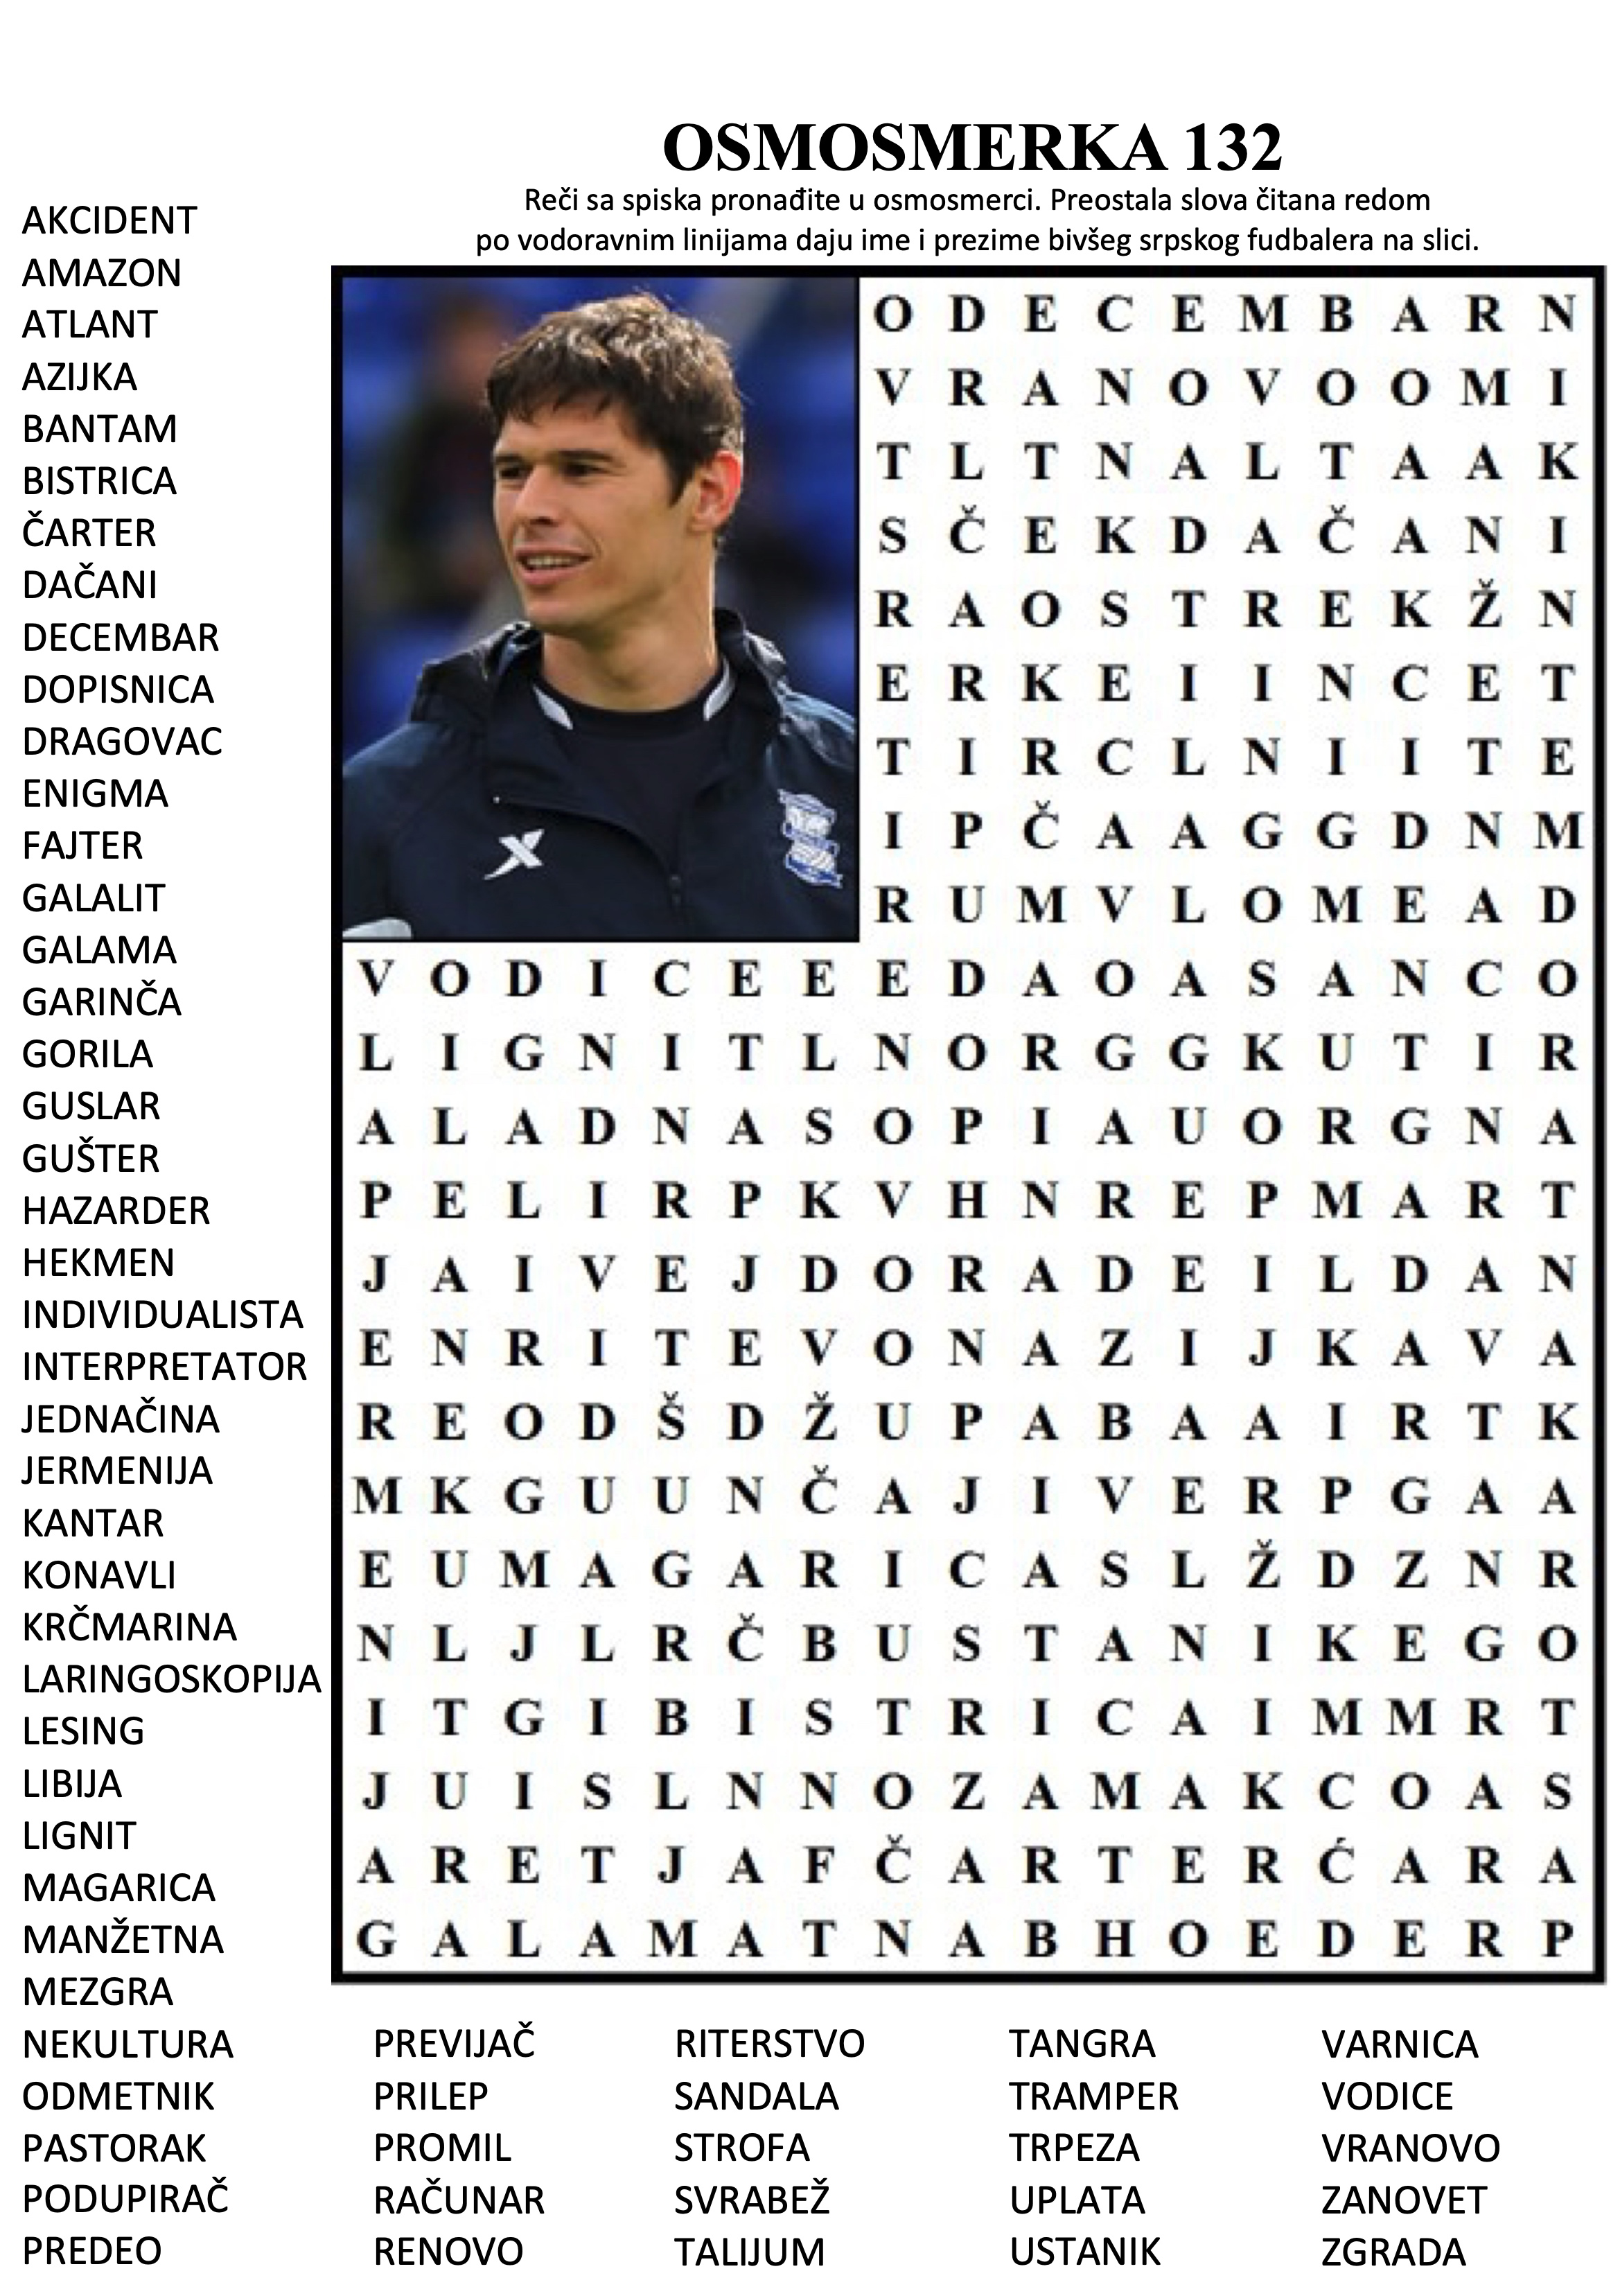 OSMOSMERKA 132
Reči sa spiska pronađite u osmosmerci. Preostala slova čitana redom
po vodoravnim linijama daju ime i prezime bivšeg srpskog fudbalera na slici.
AKCIDENT
AMAZON
ATLANT
AZIJKA
BANTAM
BISTRICA
ČARTER
DAČANI
DECEMBAR
DOPISNICA
DRAGOVAC
ENIGMA
FAJTER
GALALIT
GALAMA
GARINČA
GORILA
GUSLAR
GUŠTER
HAZARDER
HEKMEN
INDIVIDUALISTA
INTERPRETATOR
JEDNAČINA
JERMENIJA
KANTAR
KONAVLI
KRČMARINA
LARINGOSKOPIJA
LESING
LIBIJA
LIGNIT
MAGARICA
MANŽETNA
MEZGRA
NEKULTURA
ODMETNIK
PASTORAK
PODUPIRAČ
PREDEO
O D E C E M B A R N
V R A N O V O O M I
T L T N A L T A A K
S Č E K D A Č A N I
R A O S T R E K Ž N
E R K E I I N C E T
T I R C L N I I T E
I P Č A A G G D N M
R U M V L O M E A D
V O D I C E E E D A O A S A N C O
L I G N I T L N O R G G K U T I R
A L A D N A S O P I A U O R G N A
P E L I R P K V H N R E P M A R T
J A I V E J D O R A D E I L D A N
E N R I T E V O N A Z I J K A V A
R E O D Š D Ž U P A B A A I R T K
M K G U U N Č A J I V E R P G A A
E U M A G A R I C A S L Ž D Z N R
N L J L R Č B U S T A N I K E G O
I T G I B I S T R I C A I M M R T
J U I S L N N O Z A M A K C O A S
A R E T J A F Č A R T E R Ć A R A
G A L A M A T N A B H O E D E R P
PREVIJAČ
PRILEP
PROMIL
RAČUNAR
RENOVO
RITERSTVO
SANDALA
STROFA
SVRABEŽ
TALIJUM
TANGRA
TRAMPER
TRPEZA
UPLATA
USTANIK
VARNICA
VODICE
VRANOVO
ZANOVET
ZGRADA